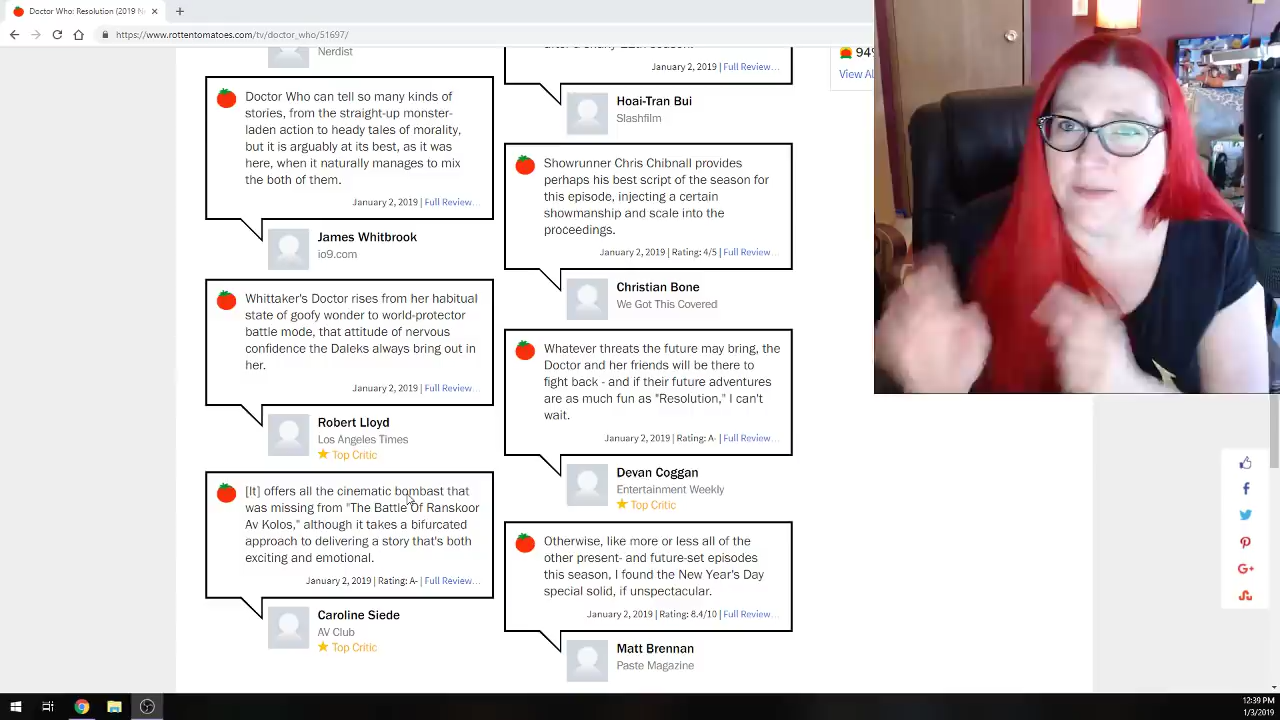 Doctor Who: Resolution (2019 N
https://www.rottentomatoes.com/tv/doctor_who/51697/
Nerdist
Doctor Who can tell so many kinds of
stories, from the straight-up monster-
laden action to heady tales of morality,
but it is arguably at its best, as it was
here, when it naturally manages to mix
the both of them.
January 2, 2019 | Full Review…
James Whitbrook
io9.com
Whittaker's Doctor rises from her habitual
state of goofy wonder to world-protector
battle mode, that attitude of nervous
confidence the Daleks always bring out in
her.
January 2, 2019 | Full Review…
Robert Lloyd
Los Angeles Times
Top Critic
[It] offers all the cinematic bombast that
was missing from "The Battle Of Ranskoor
Av Kolos," although it takes a bifurcated
approach to delivering a story that's both
exciting and emotional.
January 2, 2019 | Rating: A- | Full Review…
Caroline Siede
AV Club
Top Critic
January 2, 2019 | Full Review…
Hoai-Tran Bui
Slashfilm
Showrunner Chris Chibnall provides
perhaps his best script of the season for
this episode, injecting a certain
showmanship and scale into the
proceedings.
January 2, 2019 | Rating: 4/5 | Full Review…
Christian Bone
We Got This Covered
Whatever threats the future may bring, the
Doctor and her friends will be there to
fight back - and if their future adventures
are as much fun as "Resolution," I can't
wait.
January 2, 2019 | Rating: A- | Full Review…
Devan Coggan
Entertainment Weekly
Top Critic
Otherwise, like more or less all of the
other present- and future-set episodes
this season, I found the New Year's Day
special solid, if unspectacular.
January 2, 2019 | Rating: 8.4/10 | Full Review…
Matt Brennan
Paste Magazine
94%
View Al
G+
12:39 PM
1/3/2019